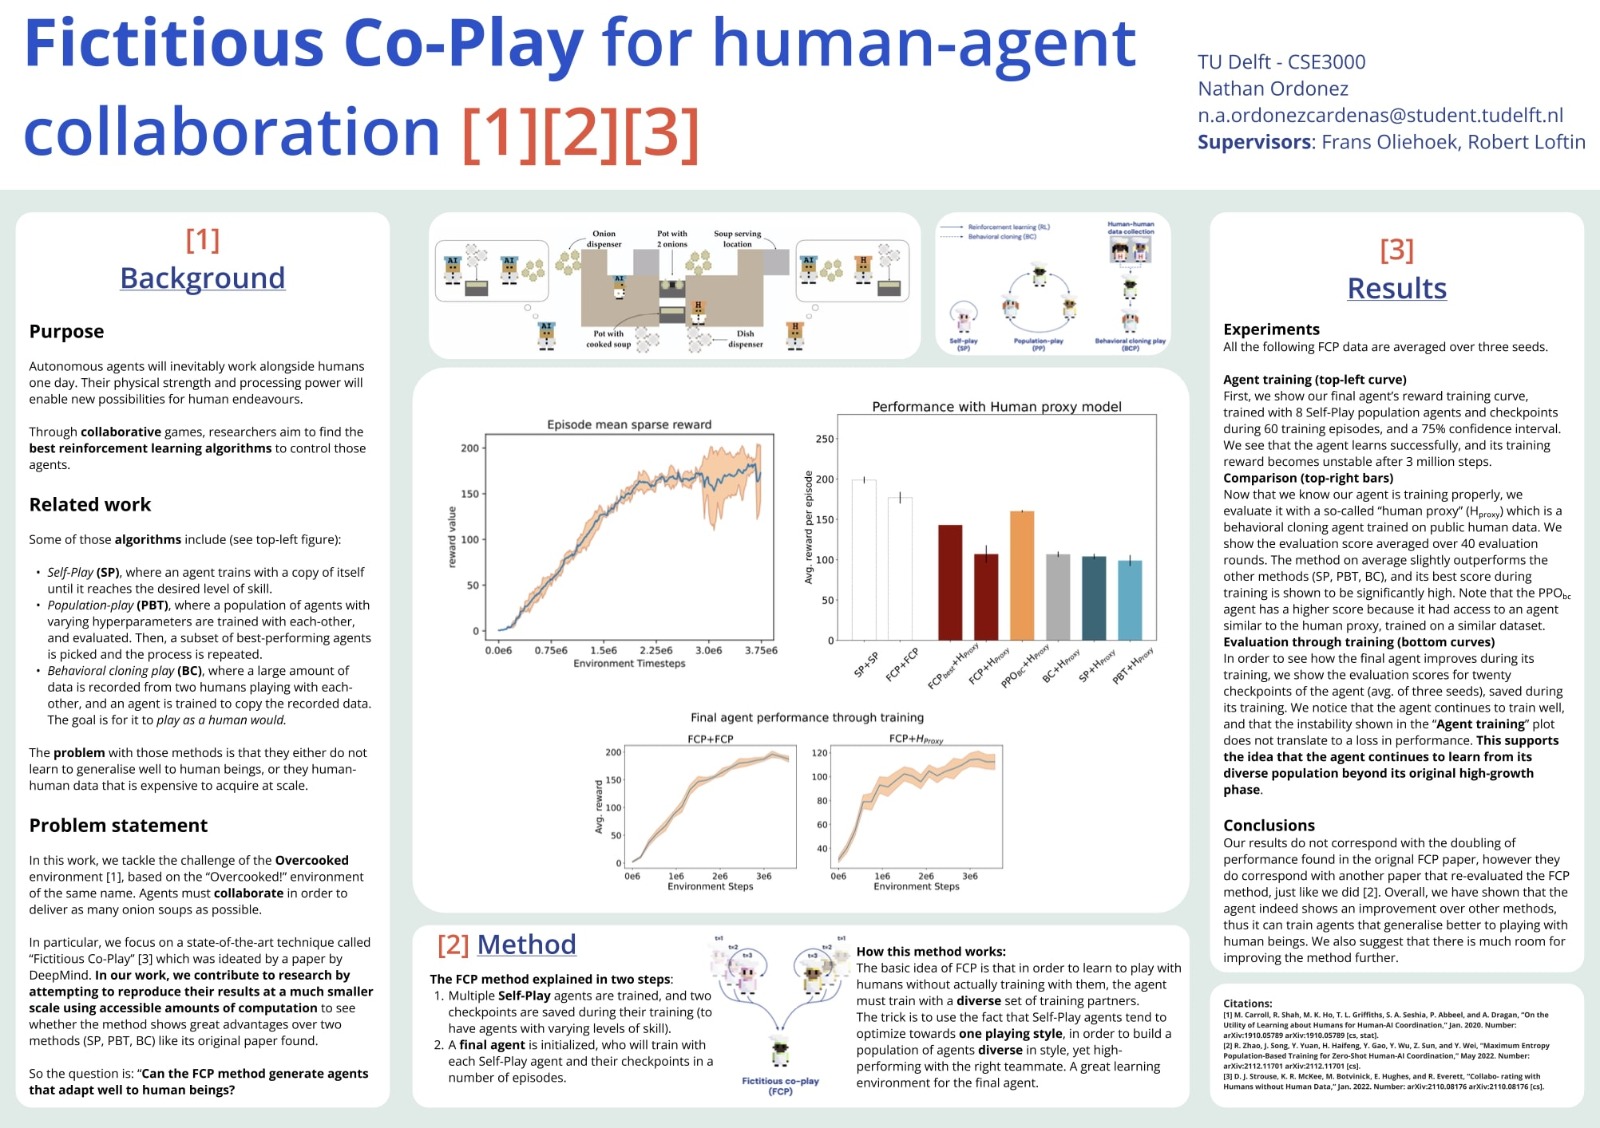 Fictitious Co-Play for human-agent
collaboration [1][2][3]
TU Delft - CSE3000
Nathan Ordonez
n.a.ordonezcardenas@student.tudelft.nl
Supervisors: Frans Oliehoek, Robert Loftin
[1]
Background
Purpose
Autonomous agents will inevitably work alongside humans
one day. Their physical strength and processing power will
enable new possibilities for human endeavours.
Through collaborative games, researchers aim to find the
best reinforcement learning algorithms to control those
agents.
Related work
Some of those algorithms include (see top-left figure):
• Self-Play (SP), where an agent trains with a copy of itself
until it reaches the desired level of skill.
• Population-play (PBT), where a population of agents with
varying hyperparameters are trained with each-other,
and evaluated. Then, a subset of best-performing agents
is picked and the process is repeated.
• Behavioral cloning play (BC), where a large amount of
data is recorded from two humans playing with each-
other, and an agent is trained to copy the recorded data.
The goal is for it to play as a human would.
The problem with those methods is that they either do not
learn to generalise well to human beings, or they human-
human data that is expensive to acquire at scale.
Problem statement
In this work, we tackle the challenge of the Overcooked
environment [1], based on the “Overcooked!” environment
of the same name. Agents must collaborate in order to
deliver as many onion soups as possible.
In particular, we focus on a state-of-the-art technique called
“Fictitious Co-Play” [3] which was ideated by a paper by
DeepMind. In our work, we contribute to research by
attempting to reproduce their results at a much smaller
scale using accessible amounts of computation to see
whether the method shows great advantages over two
methods (SP, PBT, BC) like its original paper found.
So the question is: “Can the FCP method generate agents
that adapt well to human beings?
Onion
dispenser
Pot with
2 onions
Soup serving
location
AI
AI
AI
AI
H
AI
H
H
Pot with
cooked soup
Dish
dispenser
Reinforcement learning (RL)
Behavioral cloning (BC)
Human-human
data collection
H
H
Self-play
(SP)
Population-play
(PP)
Behavioral cloning play
(BCP)
Episode mean sparse reward
reward value
200
150
100
50
0
0.0e6 0.75e6 1.5e6 2.25e6 3.0e6 3.75e6
Environment Timesteps
Performance with Human proxy model
Avg. reward per episode
250
200
150
100
50
0
SP+SP
FCP+FCP
FCPbest+HProxy
FCP+HProxy
PPOBC+HProxy
BC+HProxy
SP+HProxy
PBT+HProxy
Final agent performance through training
FCP+FCP
Avg. reward
200
150
100
50
0
0e6 1e6 2e6 3e6
Environment Steps
FCP+HProxy
120
100
80
60
40
0e6 1e6 2e6 3e6
Environment Steps
[2] Method
The FCP method explained in two steps:
1. Multiple Self-Play agents are trained, and two
checkpoints are saved during their training (to
have agents with varying levels of skill).
2. A final agent is initialized, who will train with
each Self-Play agent and their checkpoints in a
number of episodes.
t=1
t=2
t=3
t=1
t=2
t=3
Fictitious co-play
(FCP)
How this method works:
The basic idea of FCP is that in order to learn to play with
humans without actually training with them, the agent
must train with a diverse set of training partners.
The trick is to use the fact that Self-Play agents tend to
optimize towards one playing style, in order to build a
population of agents diverse in style, yet high-
performing with the right teammate. A great learning
environment for the final agent.
[3]
Results
Experiments
All the following FCP data are averaged over three seeds.
Agent training (top-left curve)
First, we show our final agent’s reward training curve,
trained with 8 Self-Play population agents and checkpoints
during 60 training episodes, and a 75% confidence interval.
We see that the agent learns successfully, and its training
reward becomes unstable after 3 million steps.
Comparison (top-right bars)
Now that we know our agent is training properly, we
evaluate it with a so-called “human proxy” (Hproxy) which is a
behavioral cloning agent trained on public human data. We
show the evaluation score averaged over 40 evaluation
rounds. The method on average slightly outperforms the
other methods (SP, PBT, BC), and its best score during
training is shown to be significantly high. Note that the PPObc
agent has a higher score because it had access to an agent
similar to the human proxy, trained on a similar dataset.
Evaluation through training (bottom curves)
In order to see how the final agent improves during its
training, we show the evaluation scores for twenty
checkpoints of the agent (avg. of three seeds), saved during
its training. We notice that the agent continues to train well,
and that the instability shown in the “Agent training” plot
does not translate to a loss in performance. This supports
the idea that the agent continues to learn from its
diverse population beyond its original high-growth
phase.
Conclusions
Our results do not correspond with the doubling of
performance found in the orignal FCP paper, however they
do correspond with another paper that re-evaluated the FCP
method, just like we did [2]. Overall, we have shown that the
agent indeed shows an improvement over other methods,
thus it can train agents that generalise better to playing with
human beings. We also suggest that there is much room for
improving the method further.
Citations:
[1] M. Carroll, R. Shah, M. K. Ho, T. L. Griffiths, S. A. Seshia, P. Abbeel, and A. Dragan, “On the
Utility of Learning about Humans for Human-AI Coordination,” Jan. 2020. Number:
arXiv:1910.05789 arXiv:1910.05789 [cs, stat].
[2] R. Zhao, J. Song, Y. Yuan, H. Haifeng, Y. Gao, Y. Wu, Z. Sun, and Y. Wei, “Maximum Entropy
Population-Based Training for Zero-Shot Human-AI Coordination,” May 2022. Number:
arXiv:2112.11701 arXiv:2112.11701 [cs].
[3] D. J. Strouse, K. R. McKee, M. Botvinick, E. Hughes, and R. Everett, “Collabo- rating with
Humans without Human Data,” Jan. 2022. Number: arXiv:2110.08176 arXiv:2110.08176 [cs].